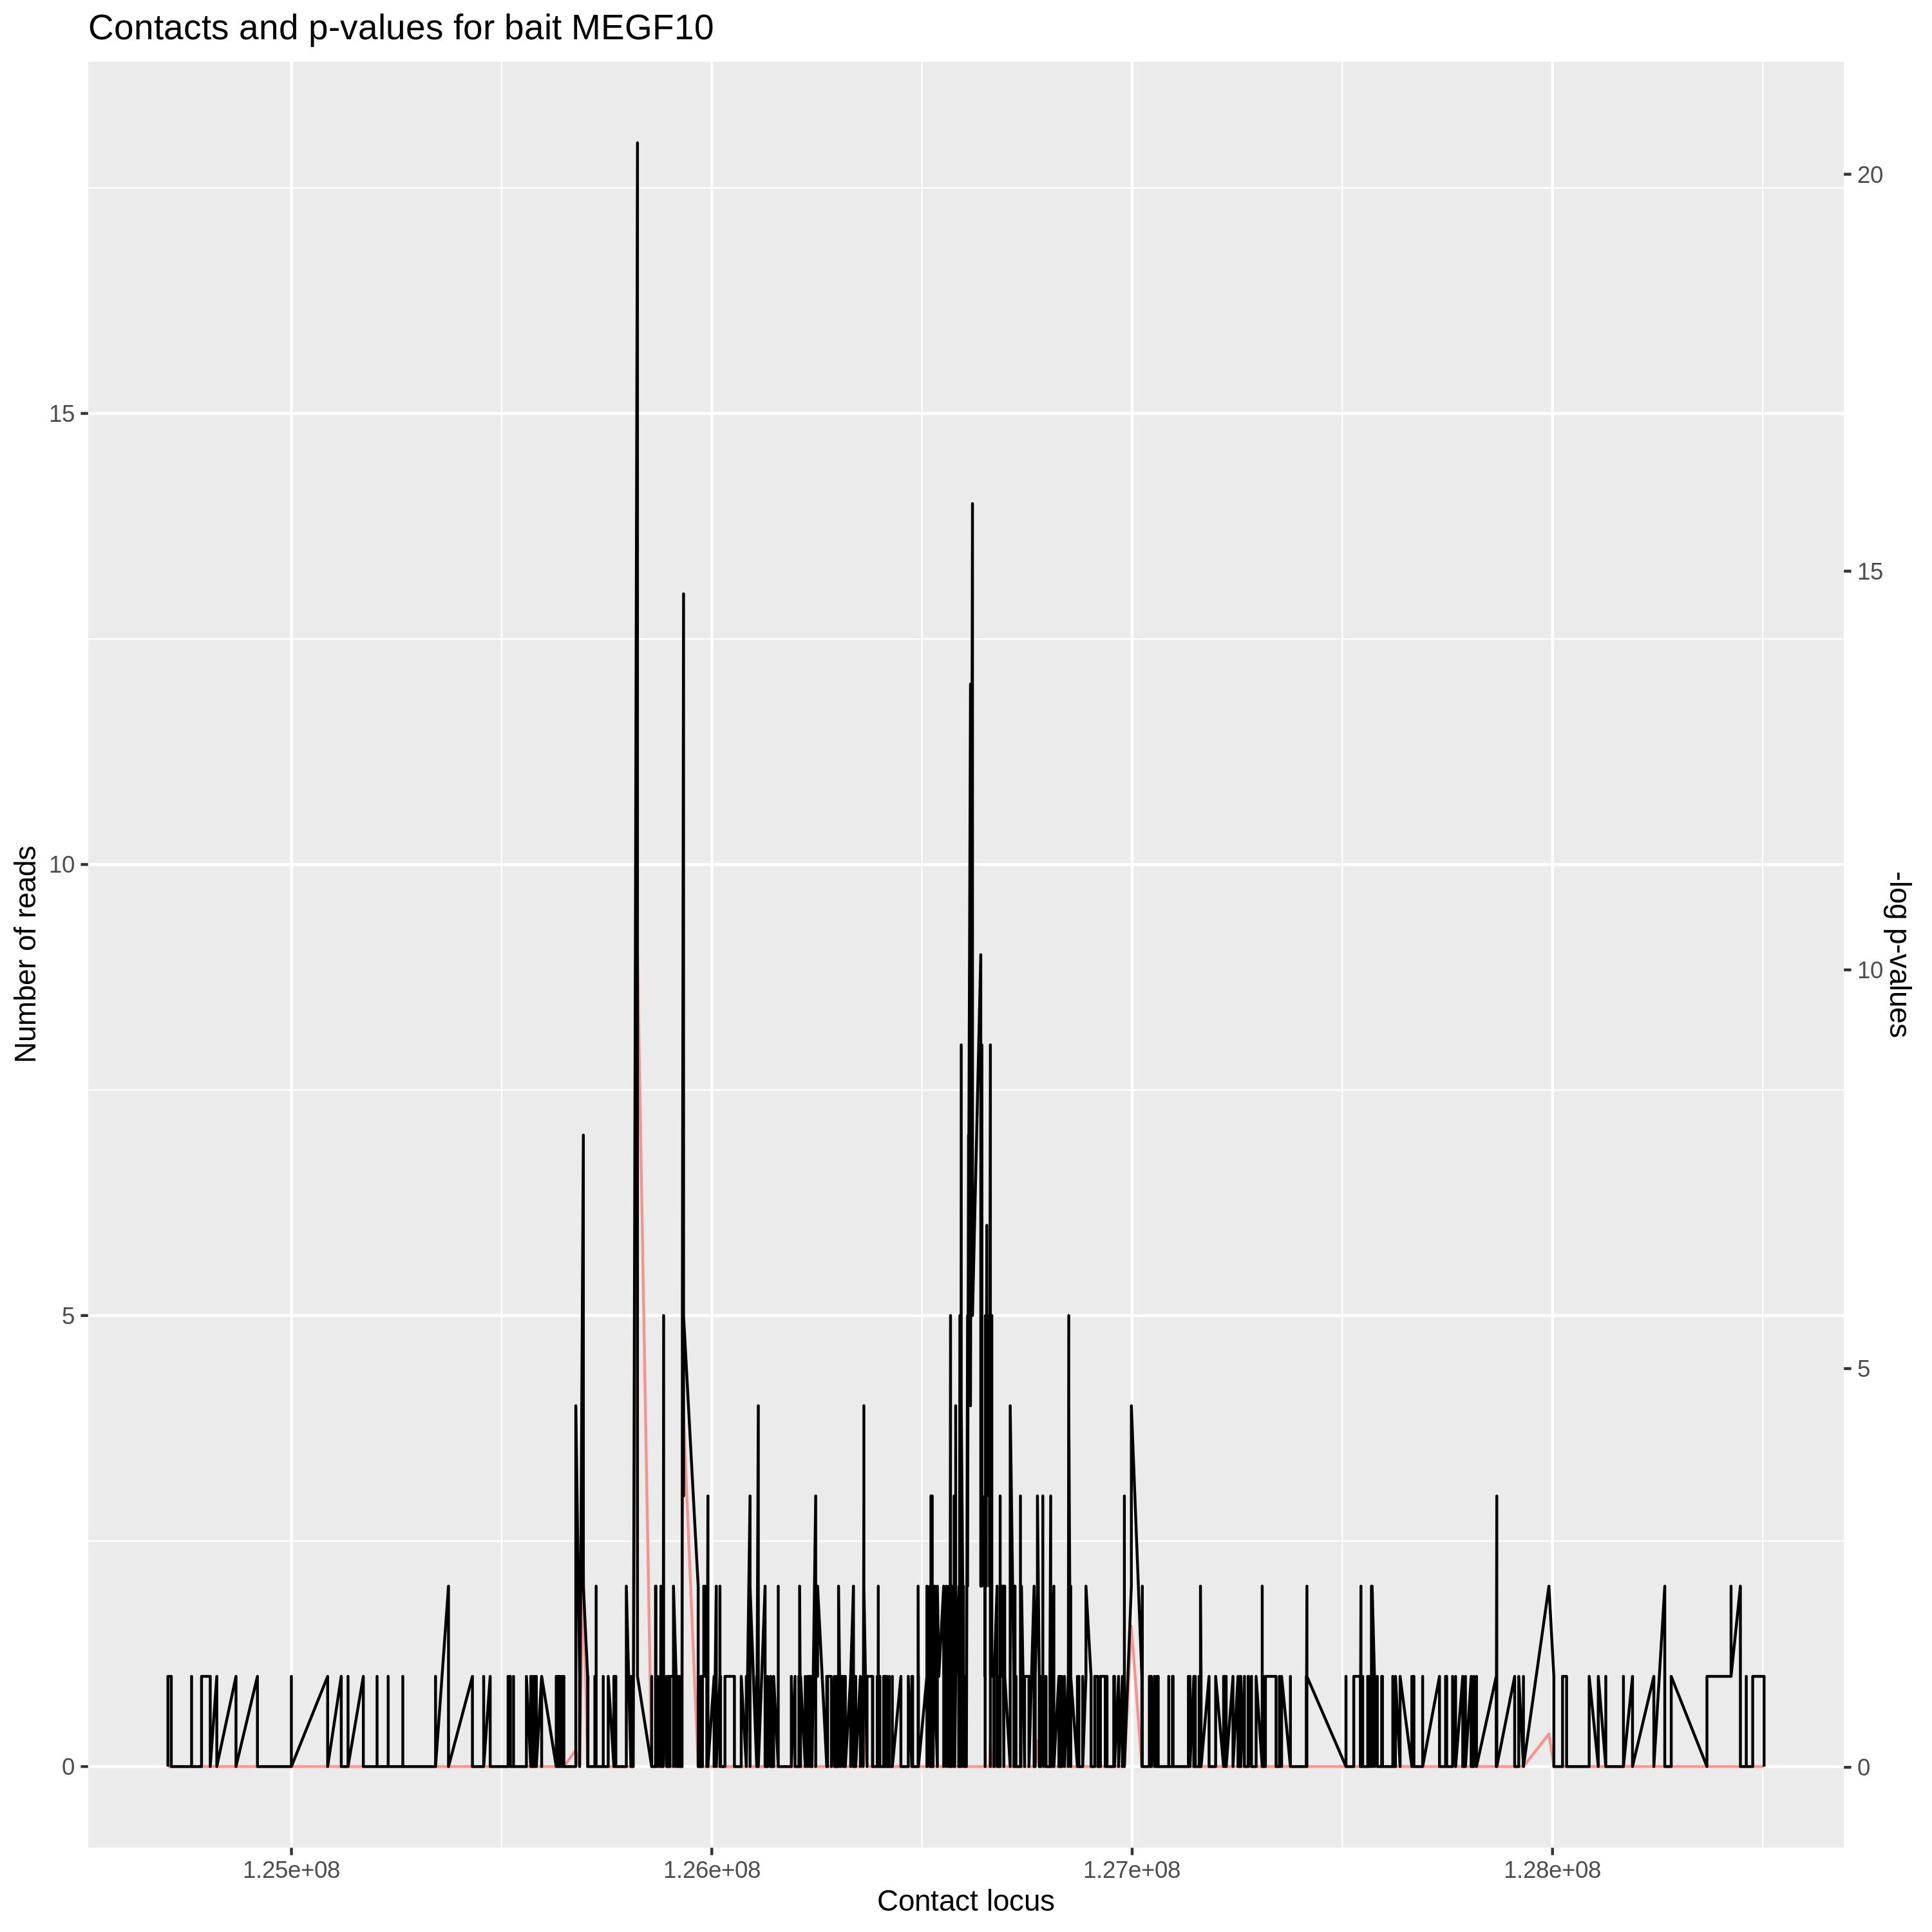 Contacts and p-values for bait MEGF10
Number of reads
15
10
5
0
20
15
10
5
0
-log p-values
1.25e+08
1.26e+08
1.27e+08
1.28e+08
Contact locus